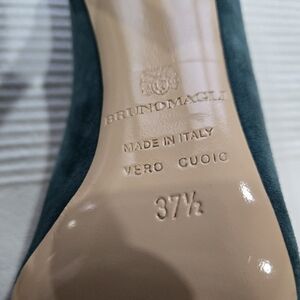 BRUNOMAGLI
MADE IN ITALY
VERO CUOIO
37½